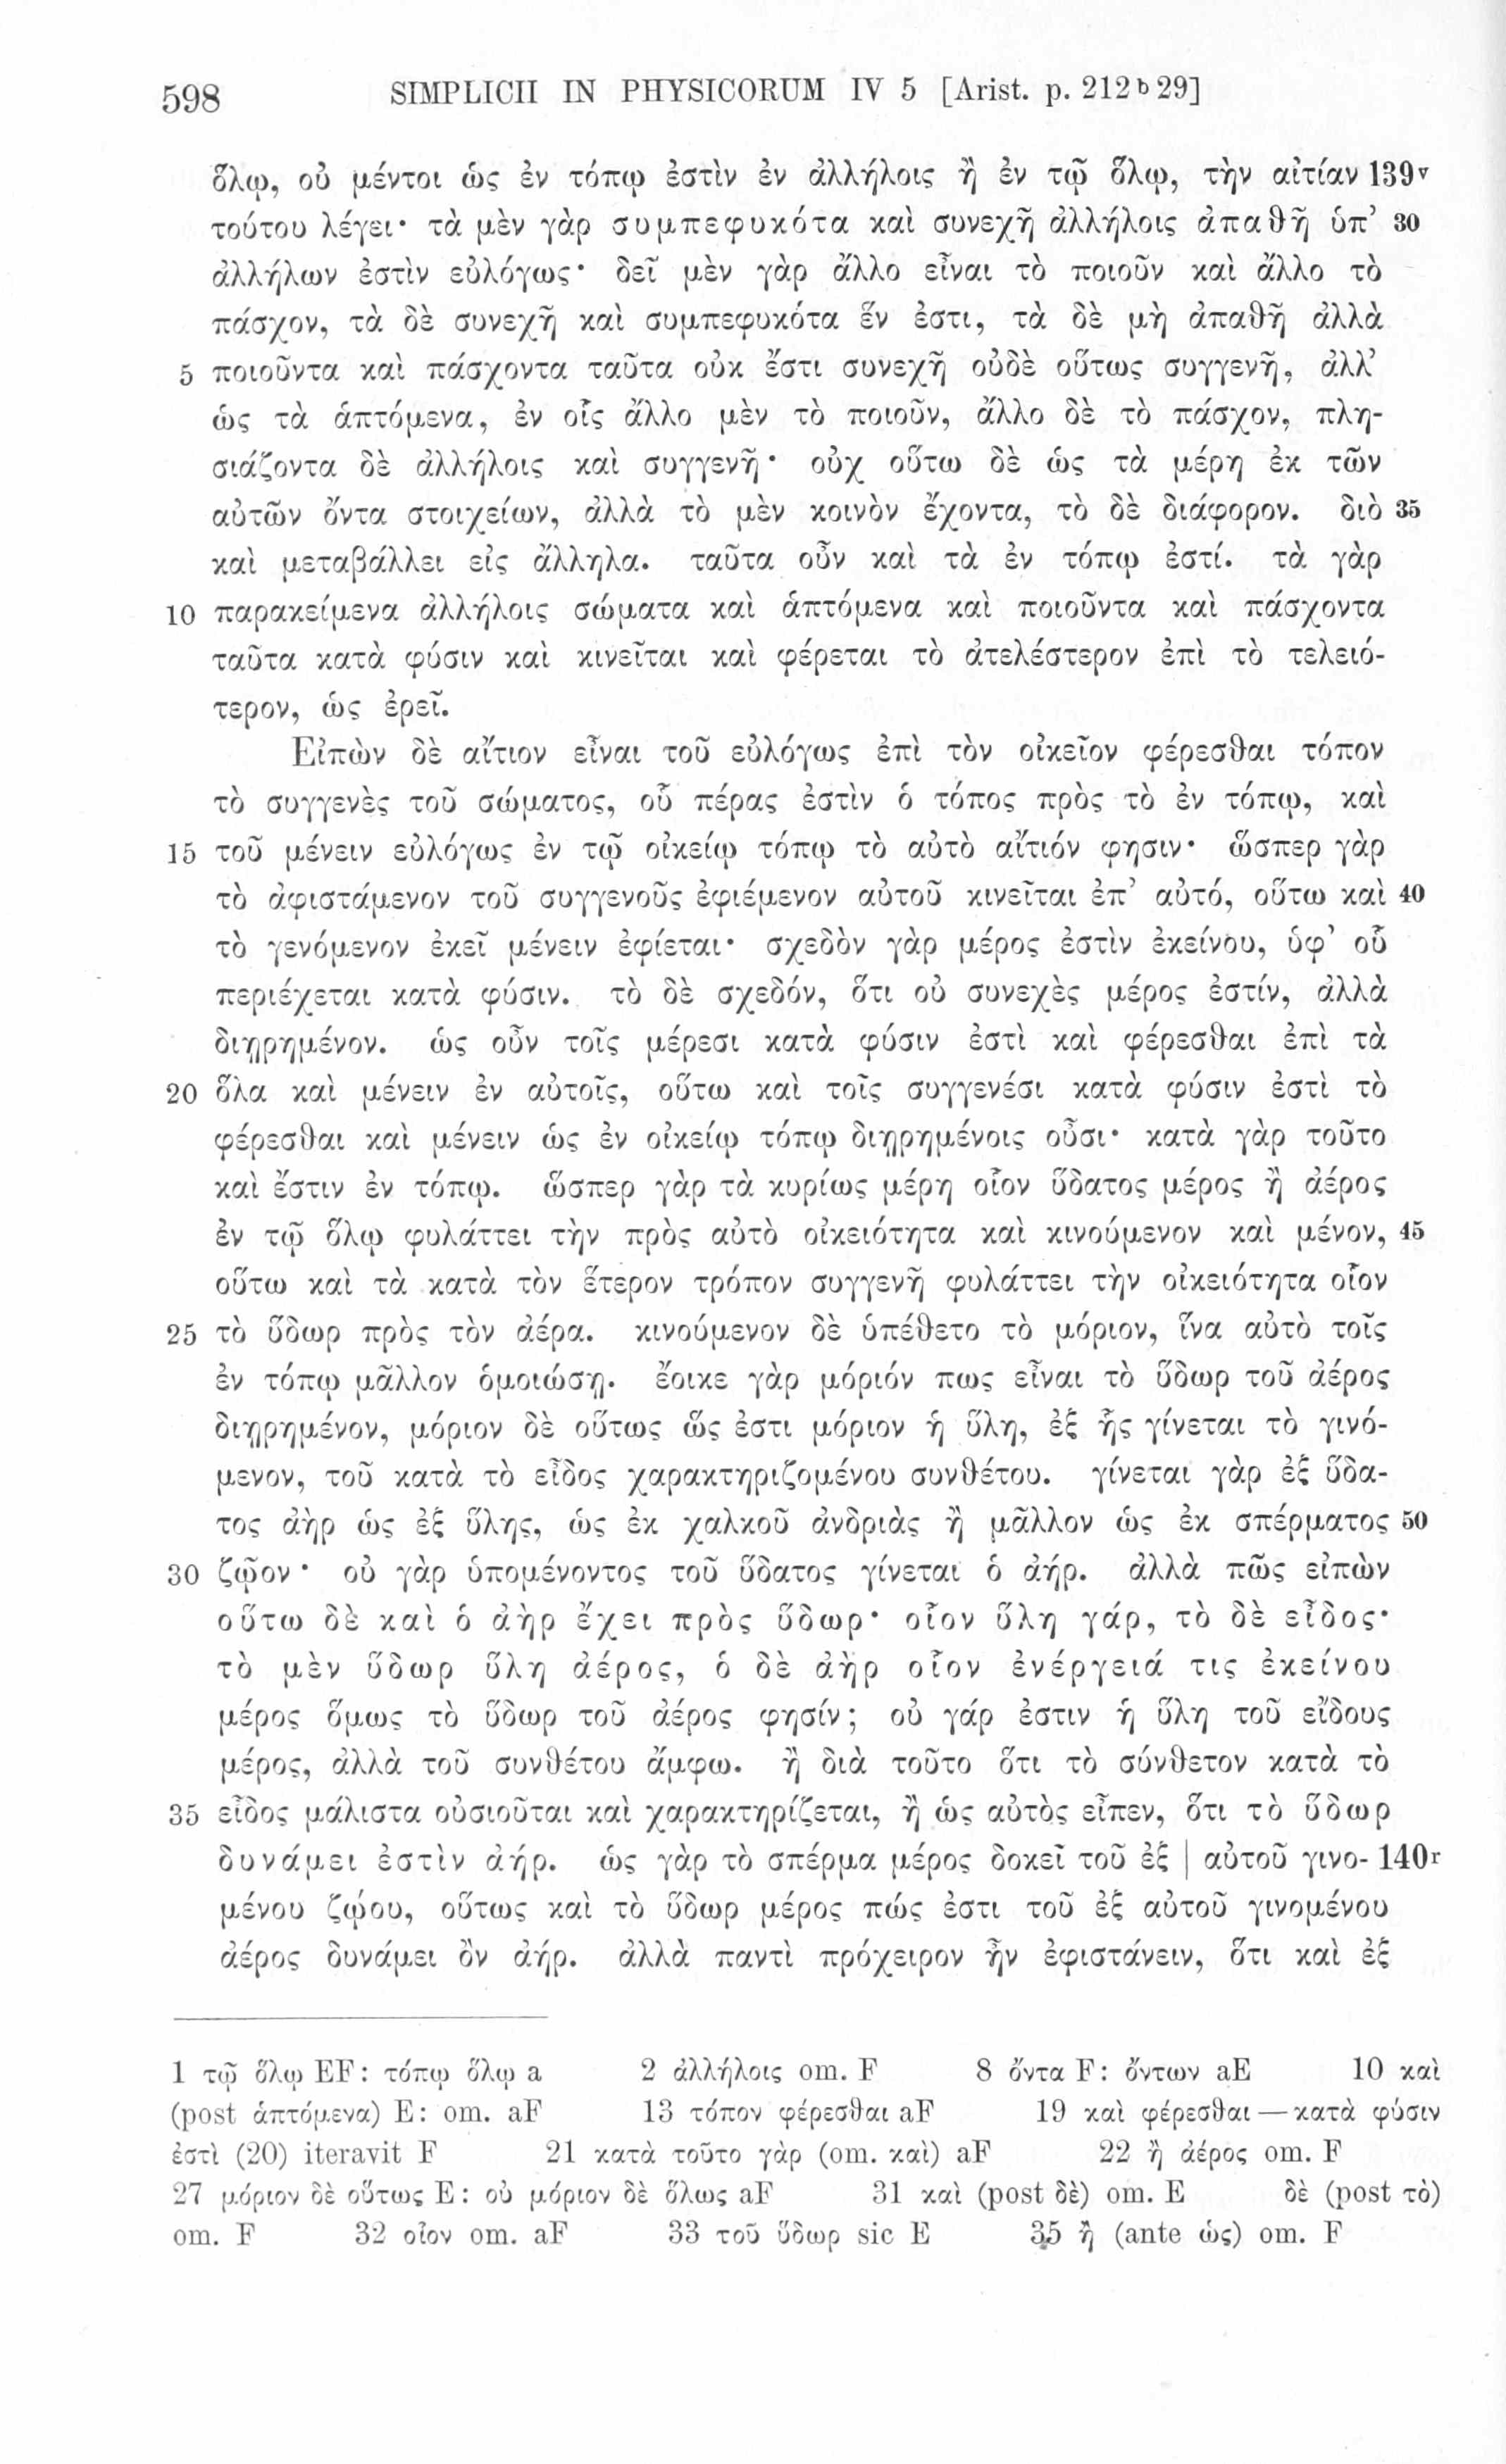 598 SIMPLICII IN PHYSICORUM IV 5 [Arist. p. 212ᵇ29]
ὅλῳ, οὐ μέντοι ὡς ἐν τόπῳ ἐστὶν ἐν ἀλλήλοις ἢ ἐν τῷ ὅλῳ, τὴν αἰτίαν 139ᵛ
τούτου λέγει· τὰ μὲν γὰρ συμπεφυκότα καὶ συνεχῆ ἀλλήλοις ἀπαθῆ ὑπ’ 30
ἀλλήλων ἐστὶν εὐλόγως· δεῖ μὲν γὰρ ἄλλο εἶναι τὸ ποιοῦν καὶ ἄλλο τὸ
πάσχον, τὰ δὲ συνεχῆ καὶ συμπεφυκότα ἕν ἐστι, τὰ δὲ μὴ ἀπαθῆ ἀλλὰ
5 ποιοῦντα καὶ πάσχοντα ταῦτα οὐκ ἔστι συνεχῆ οὐδὲ οὕτως συγγενῆ, ἀλλ’
ὡς τὰ ἁπτόμενα, ἐν οἷς ἄλλο μὲν τὸ ποιοῦν, ἄλλο δὲ τὸ πάσχον, πλη-
σιάζοντα δὲ ἀλλήλοις καὶ συγγενῆ· οὐχ οὕτω δὲ ὡς τὰ μέρη ἐκ τῶν
αὐτῶν ὄντα στοιχείων, ἀλλὰ τὸ μὲν κοινὸν ἔχοντα, τὸ δὲ διάφορον. διὸ 35
καὶ μεταβάλλει εἰς ἄλληλα. ταῦτα οὖν καὶ τὰ ἐν τόπῳ ἐστί. τὰ γὰρ
10 παρακείμενα ἀλλήλοις σώματα καὶ ἁπτόμενα καὶ ποιοῦντα καὶ πάσχοντα
ταῦτα κατὰ φύσιν καὶ κινεῖται καὶ φέρεται τὸ ἀτελέστερον ἐπὶ τὸ τελειό-
τερον, ὡς ἐρεῖ.
Εἰπὼν δὲ αἴτιον εἶναι τοῦ εὐλόγως ἐπὶ τὸν οἰκεῖον φέρεσθαι τόπον
τὸ συγγενὲς τοῦ σώματος, οὗ πέρας ἐστὶν ὁ τόπος πρὸς τὸ ἐν τόπῳ, καὶ
15 τοῦ μένειν εὐλόγως ἐν τῷ οἰκείῳ τόπῳ τὸ αὐτὸ αἴτιόν φησιν· ὥσπερ γὰρ
τὸ ἀφιστάμενον τοῦ συγγενοῦς ἐφιέμενον αὐτοῦ κινεῖται ἐπ’ αὐτό, οὕτω καὶ 40
τὸ γενόμενον ἐκεῖ μένειν ἐφίεται· σχεδὸν γὰρ μέρος ἐστὶν ἐκείνου, ὑφ’ οὗ
περιέχεται κατὰ φύσιν. τὸ δὲ σχεδόν, ὅτι οὐ συνεχὲς μέρος ἐστίν, ἀλλὰ
διῃρημένον. ὡς οὖν τοῖς μέρεσι κατὰ φύσιν ἐστὶ καὶ φέρεσθαι ἐπὶ τὰ
20 ὅλα καὶ μένειν ἐν αὐτοῖς, οὕτω καὶ τοῖς συγγενέσι κατὰ φύσιν ἐστὶ τὸ
φέρεσθαι καὶ μένειν ὡς ἐν οἰκείῳ τόπῳ διῃρημένοις οὖσι· κατὰ γὰρ τοῦτο
καὶ ἔστιν ἐν τόπῳ. ὥσπερ γὰρ τὰ κυρίως μέρη οἷον ὕδατος μέρος ἢ ἀέρος
ἐν τῷ ὅλῳ φυλάττει τὴν πρὸς αὐτὸ οἰκειότητα καὶ κινούμενον καὶ μένον, 45
οὕτω καὶ τὰ κατὰ τὸν ἕτερον τρόπον συγγενῆ φυλάττει τὴν οἰκειότητα οἷον
25 τὸ ὕδωρ πρὸς τὸν ἀέρα. κινούμενον δὲ ὑπέθετο τὸ μόριον, ἵνα αὐτὸ τοῖς
ἐν τόπῳ μᾶλλον ὁμοιώσῃ. ἔοικε γὰρ μόριόν πως εἶναι τὸ ὕδωρ τοῦ ἀέρος
διῃρημένον, μόριον δὲ οὕτως ὥς ἐστι μόριον ἡ ὕλη, ἐξ ἧς γίνεται τὸ γινό-
μενον, τοῦ κατὰ τὸ εἶδος χαρακτηριζομένου συνθέτου. γίνεται γὰρ ἐξ ὕδα-
τος ἀὴρ ὡς ἐξ ὕλης, ὡς ἐκ χαλκοῦ ἀνδριὰς ἢ μᾶλλον ὡς ἐκ σπέρματος 50
30 ζῷον· οὐ γὰρ ὑπομένοντος τοῦ ὕδατος γίνεται ὁ ἀήρ. ἀλλὰ πῶς εἰπὼν
οὕτω δὲ καὶ ὁ ἀὴρ ἔχει πρὸς ὕδωρ· οἷον ὕλη γάρ, τὸ δὲ εἶδος·
τὸ μὲν ὕδωρ ὕλη ἀέρος, ὁ δὲ ἀὴρ οἷον ἐνέργειά τις ἐκείνου
μέρος ὅμως τὸ ὕδωρ τοῦ ἀέρος φησίν; οὐ γάρ ἐστιν ἡ ὕλη τοῦ εἴδους
μέρος, ἀλλὰ τοῦ συνθέτου ἄμφω. ἢ διὰ τοῦτο ὅτι τὸ σύνθετον κατὰ τὸ
35 εἶδος μάλιστα οὐσιοῦται καὶ χαρακτηρίζεται, ἢ ὡς αὐτὸς εἶπεν, ὅτι τὸ ὕδωρ
δυνάμει ἐστὶν ἀήρ. ὡς γὰρ τὸ σπέρμα μέρος δοκεῖ τοῦ ἐξ | αὐτοῦ γινο- 140ʳ
μένου ζῴου, οὕτως καὶ τὸ ὕδωρ μέρος πώς ἐστι τοῦ ἐξ αὐτοῦ γινομένου
ἀέρος δυνάμει ὂν ἀήρ. ἀλλὰ παντὶ πρόχειρον ἦν ἐφιστάνειν, ὅτι καὶ ἐξ
1 τῷ ὅλῳ EF: τόπῳ ὅλῳ a 2 ἀλλήλοις om. F 8 ὄντα F: ὄντων aE 10 καὶ
(post ἁπτόμενα) E: om. aF 13 τόπον φέρεσθαι aF 19 καὶ φέρεσθαι — κατὰ φύσιν
ἐστὶ (20) iteravit F 21 κατὰ τοῦτο γὰρ (om. καὶ) aF 22 ἢ ἀέρος om. F
27 μόριον δὲ οὕτως E: οὐ μόριον δὲ ὅλως aF 31 καὶ (post δὲ) om. E δὲ (post τὸ)
om. F 32 οἷον om. aF 33 τοῦ ὕδωρ sic E 35 ἢ (ante ὡς) om. F